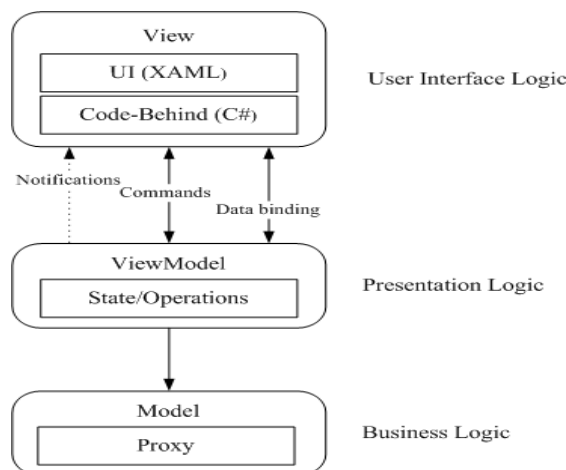 View
UI (XAML)
User Interface Logic
Code-Behind (C#)
Notifications
Commands
Data binding
ViewModel
State/Operations
Presentation Logic
Model
Proxy
Business Logic